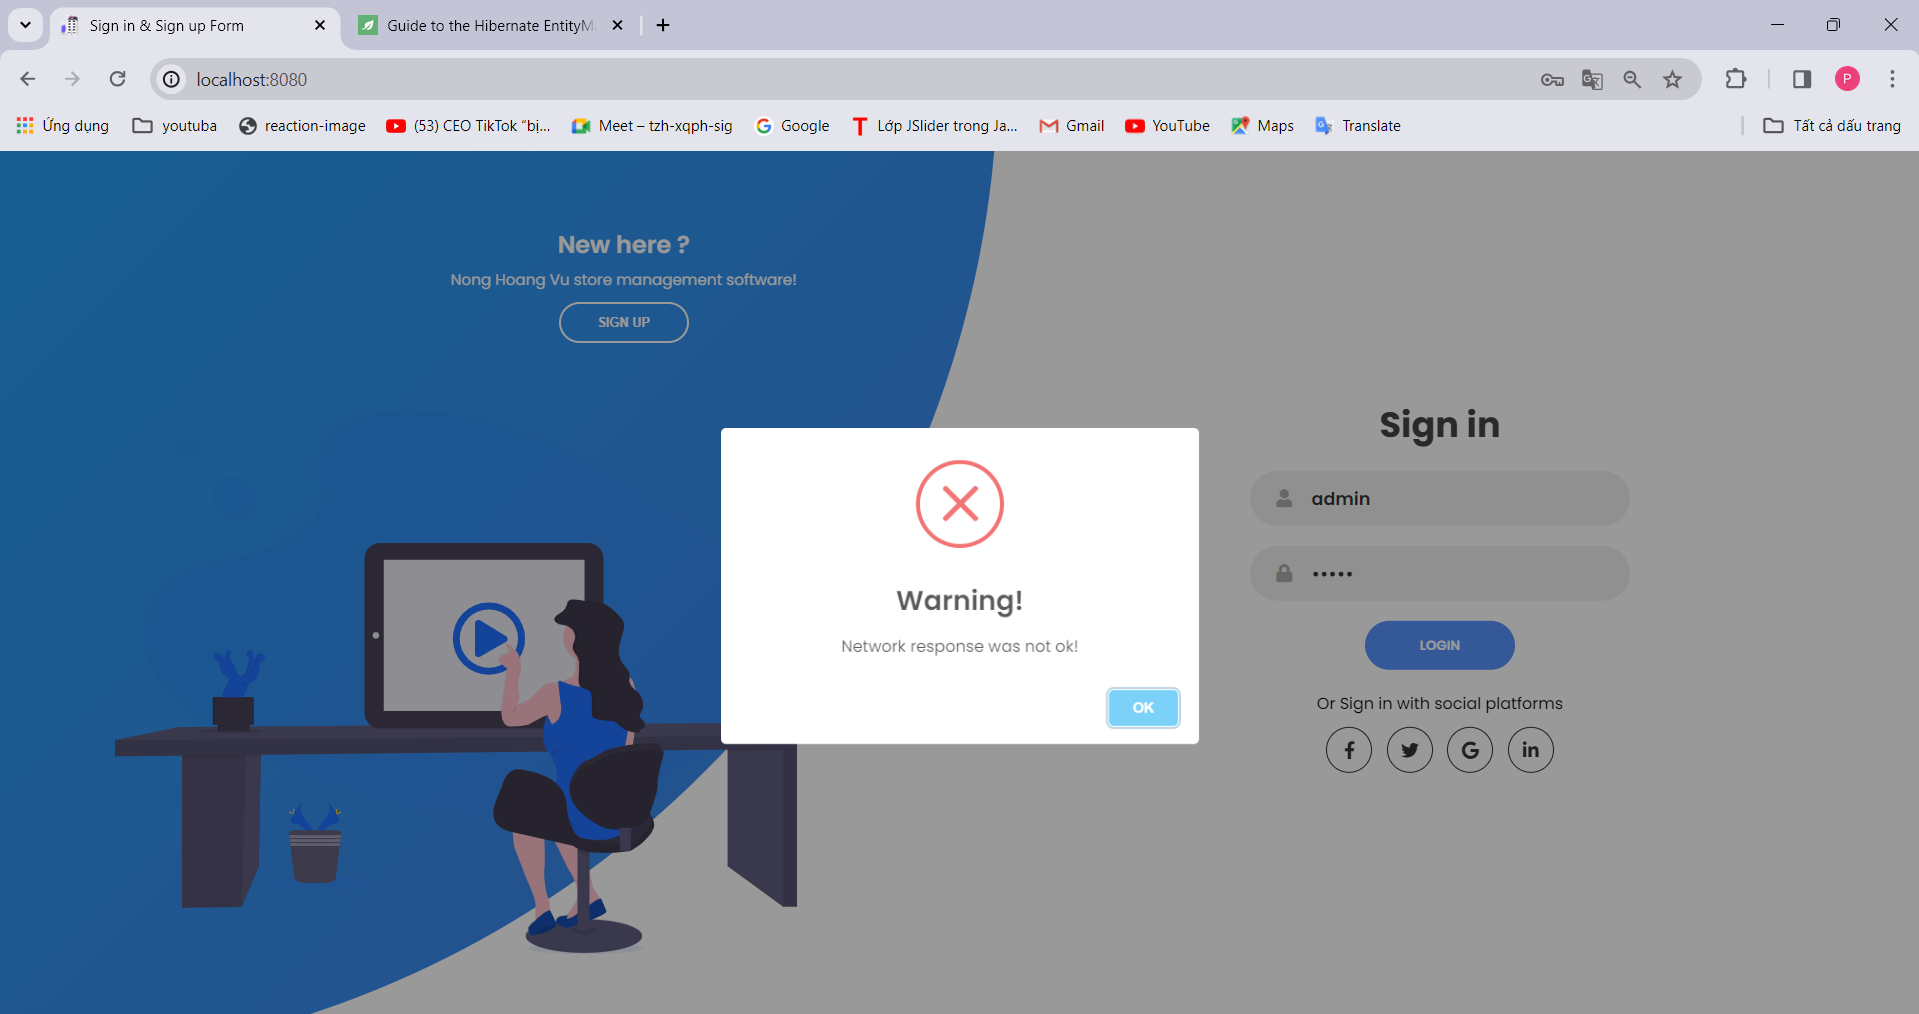 Sign in & Sign up Form
Guide to the Hibernate EntityM
localhost:8080
P
Ứng dụng
youtuba
reaction-image
(53) CEO TikTok “bị...
Meet – tzh-xqph-sig
Google
Lớp JSlider trong Ja...
Gmail
YouTube
Maps
Translate
Tất cả dấu trang
New here ?
Nong Hoang Vu store management software!
SIGN UP
Warning!
Network response was not ok!
OK
Sign in
admin
•••••
LOGIN
Or Sign in with social platforms